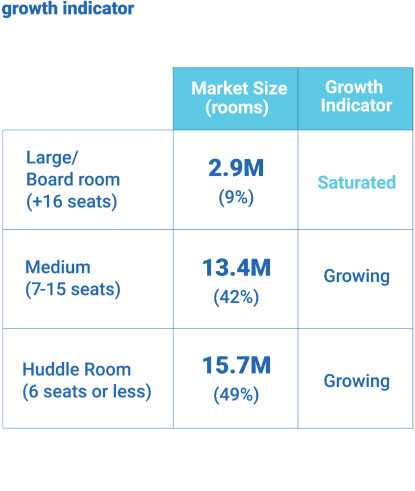 growth indicator
Market Size
(rooms)
Growth
Indicator
Large/
Board room
(+16 seats)
2.9M
(9%)
Saturated
Medium
(7-15 seats)
13.4M
(42%)
Growing
Huddle Room
(6 seats or less)
15.7M
(49%)
Growing